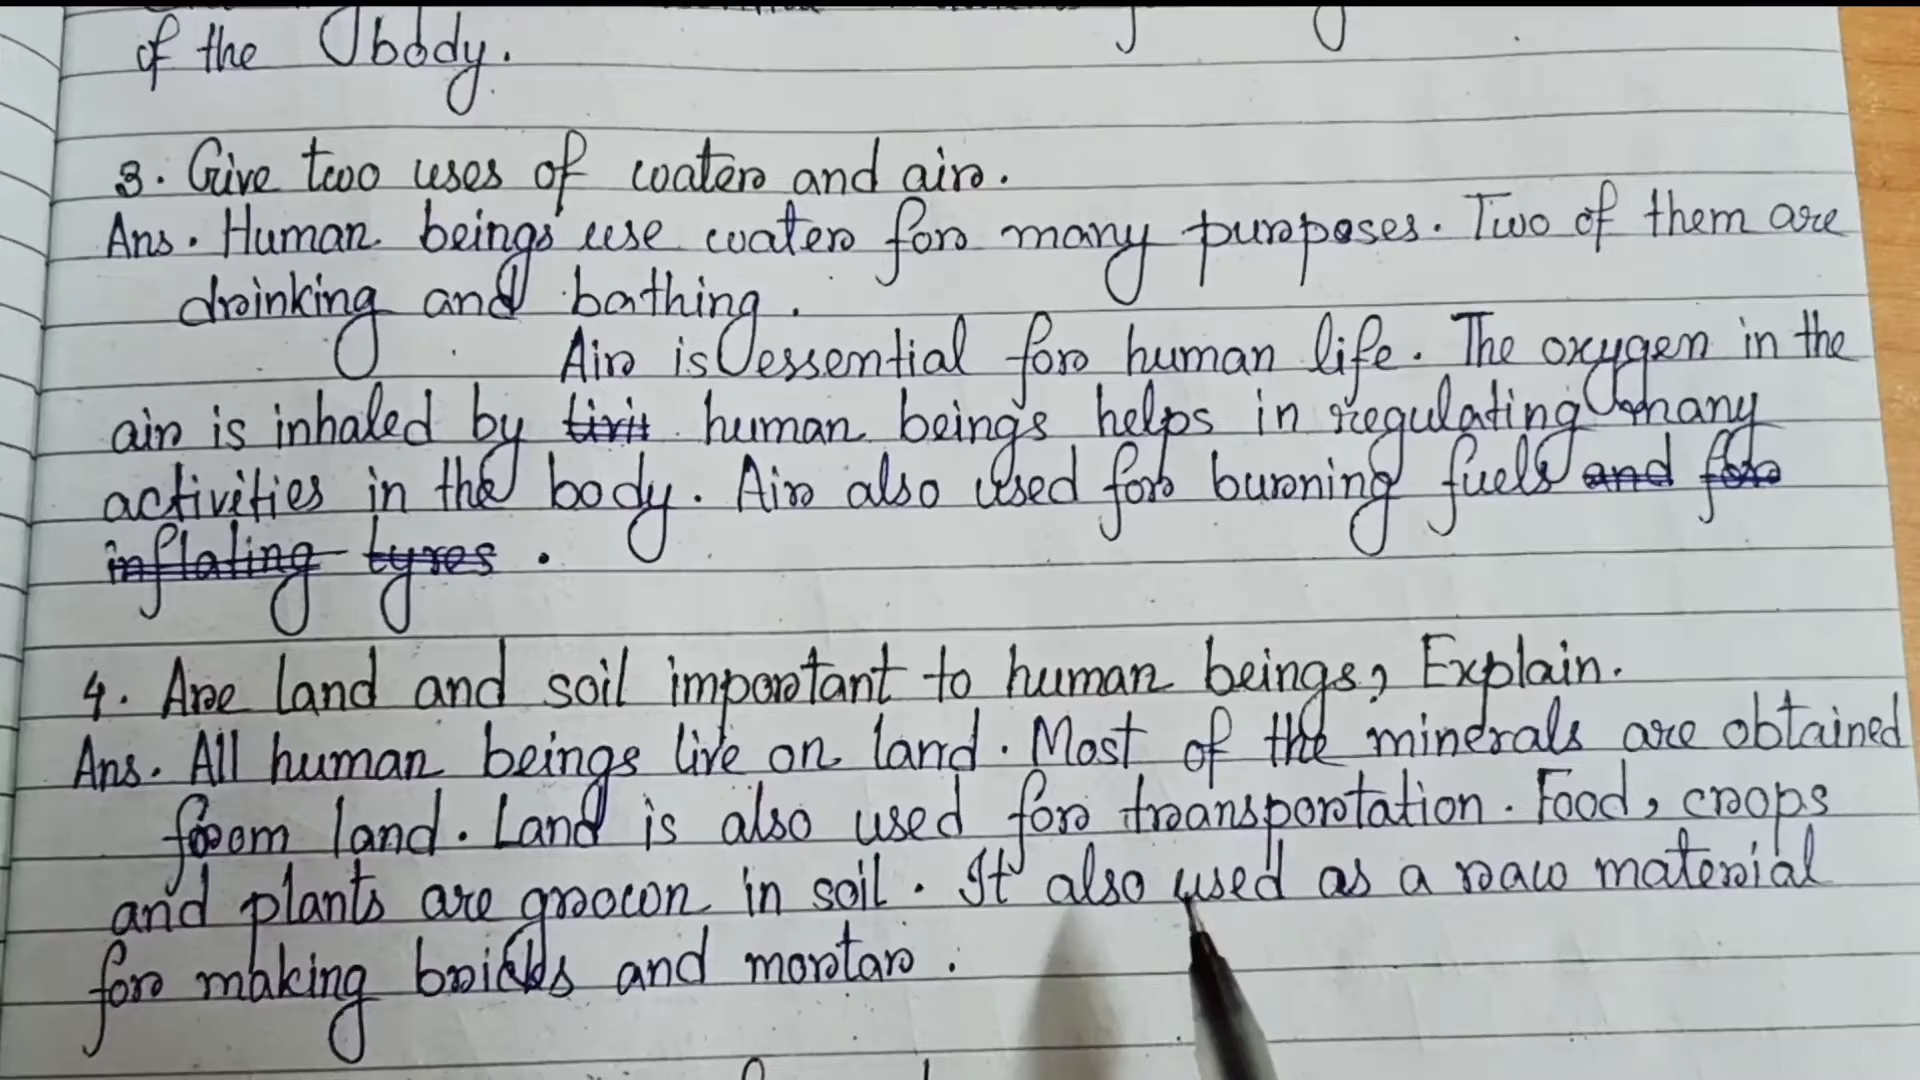 of the body.
3. Give two uses of water and air.
Ans. Human beings use water for many purposes. Two of them are
drinking and bathing.
Air is essential for human life. The oxygen in the
air is inhaled by human beings helps in regulating many
activities in the body. Air also used for burning fuels and for
inflating tyres.
4. Are land and soil important to human beings, Explain.
Ans. All human beings live on land. Most of the minerals are obtained
from land. Land is also used for transportation. Food, crops
and plants are grown in soil. It also used as a raw material
for making bricks and mortar.